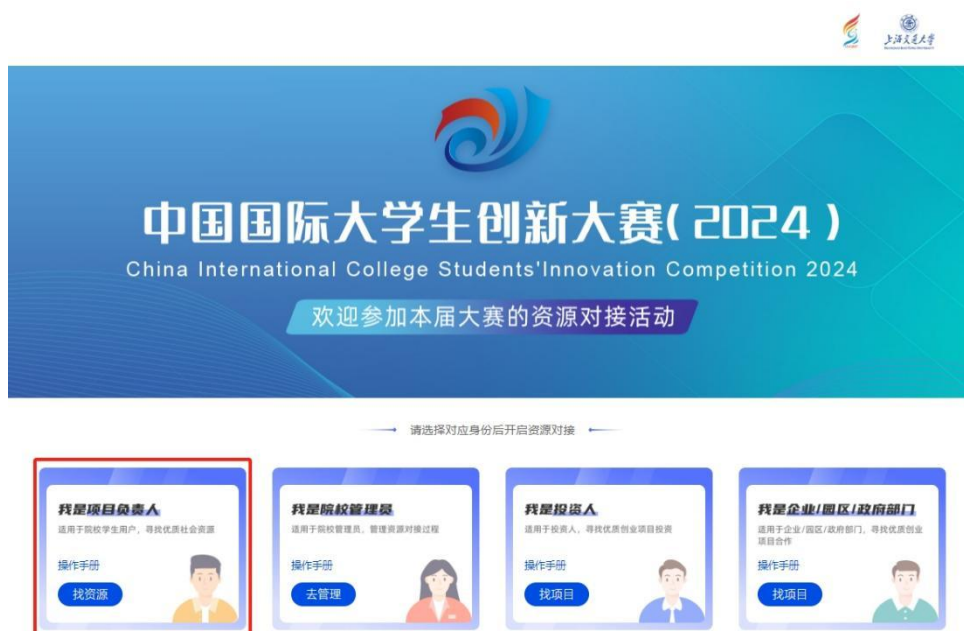 上海交通大学
中国国际大学生创新大赛(2024)
China International College Students'Innovation Competition 2024
欢迎参加本届大赛的资源对接活动
请选择对应身份后开启资源对接
我是项目负责人
适用于院校学生用户，寻找优质社会资源
操作手册
找资源
我是院校管理员
适用于院校管理员，管理资源对接过程
操作手册
去管理
我是投资人
适用于投资人，寻找优质创业项目投资
操作手册
找项目
我是企业/园区/政府部门
适用于企业/园区/政府部门，寻找优质创业
项目合作
操作手册
找项目